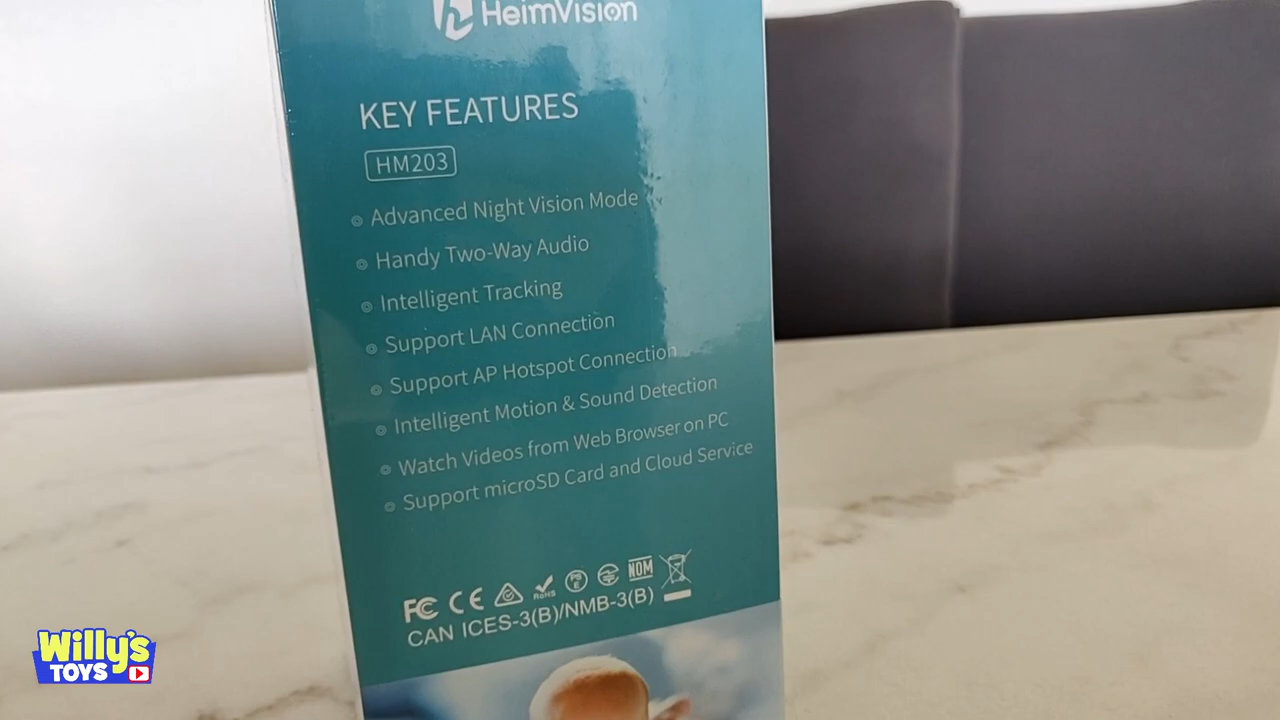 HeimVision
KEY FEATURES
HM203
Advanced Night Vision Mode
Handy Two-Way Audio
Intelligent Tracking
Support LAN Connection
Support AP Hotspot Connection
Intelligent Motion & Sound Detection
Watch Videos from Web Browser on PC
Support microSD Card and Cloud Service
FC CE RoHS PSE NOM
CAN ICES-3(B)/NMB-3(B)
Willy's
TOYS